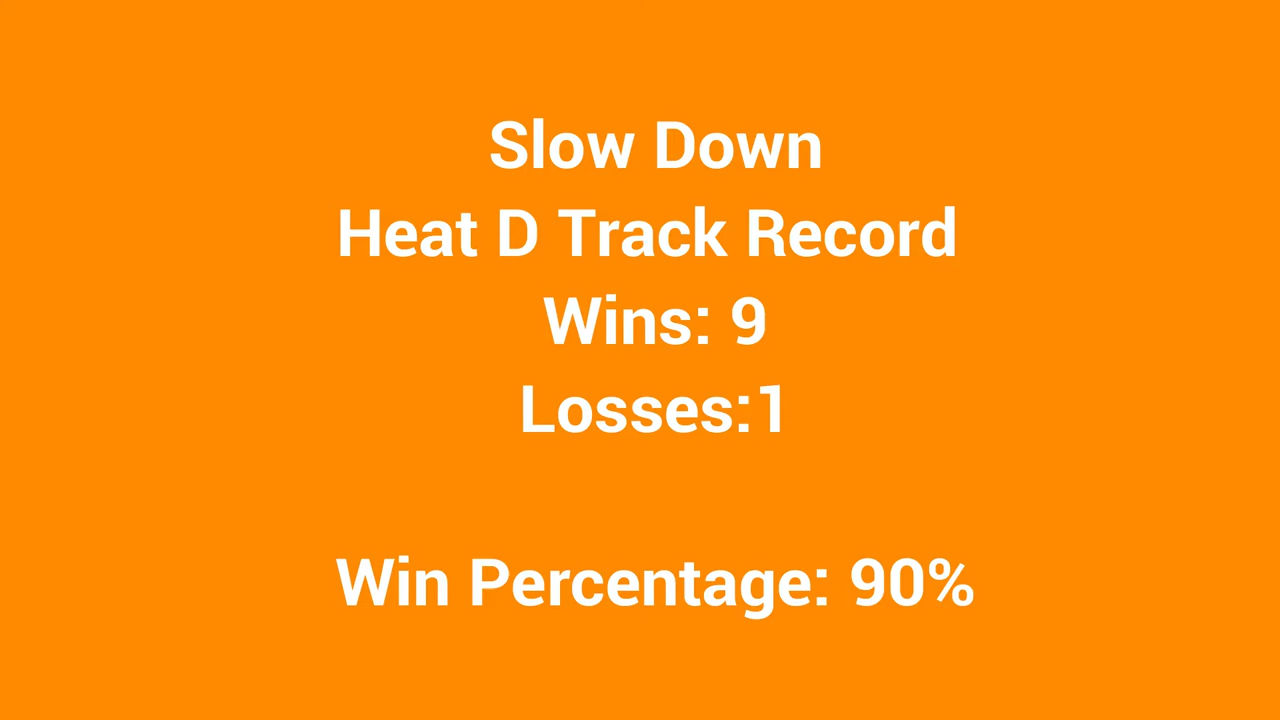 Slow Down
Heat D Track Record
Wins: 9
Losses:1
Win Percentage: 90%